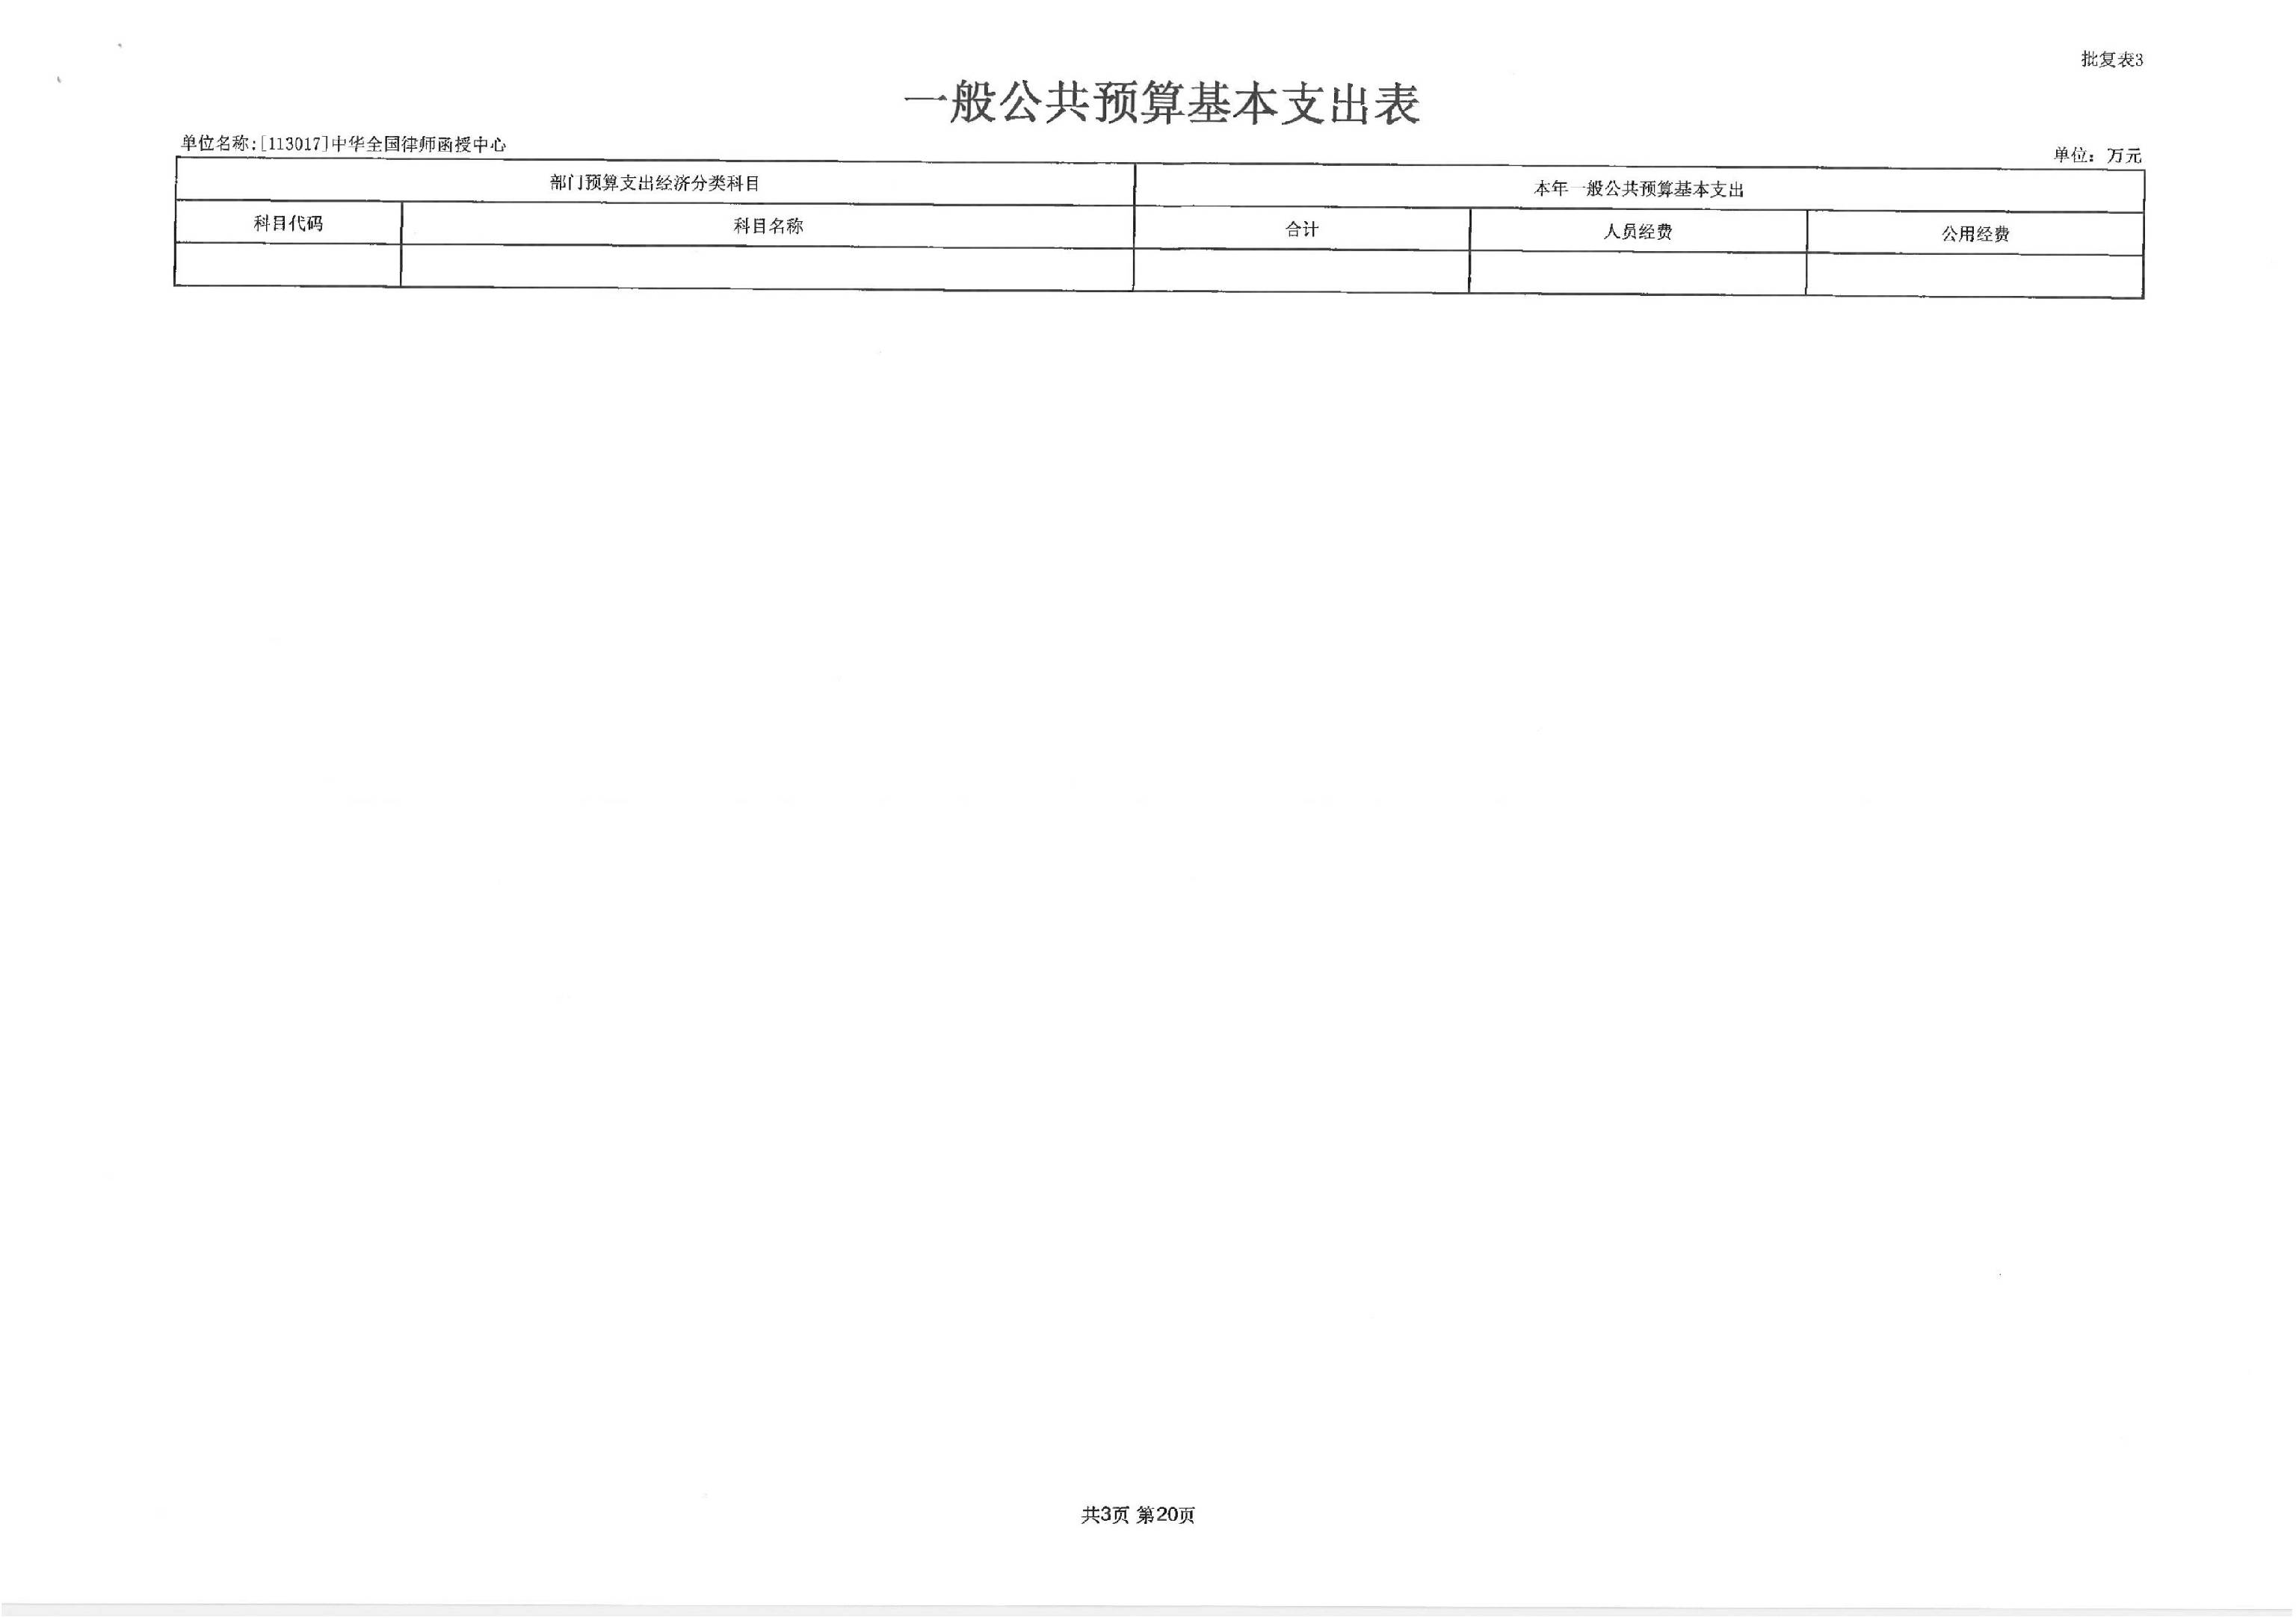 批复表3
一般公共预算基本支出表
单位名称:[113017]中华全国律师函授中心
单位：万元
部门预算支出经济分类科目
本年一般公共预算基本支出
科目代码
科目名称
合计
人员经费
公用经费
共3页 第20页